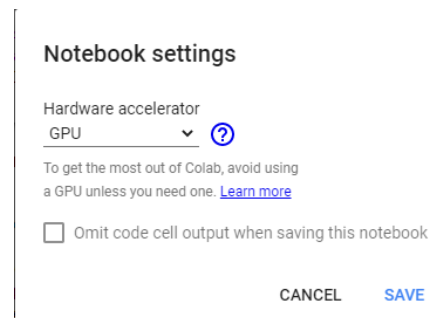 Notebook settings
Hardware accelerator
GPU
?
To get the most out of Colab, avoid using
a GPU unless you need one. Learn more
Omit code cell output when saving this notebook
CANCEL SAVE